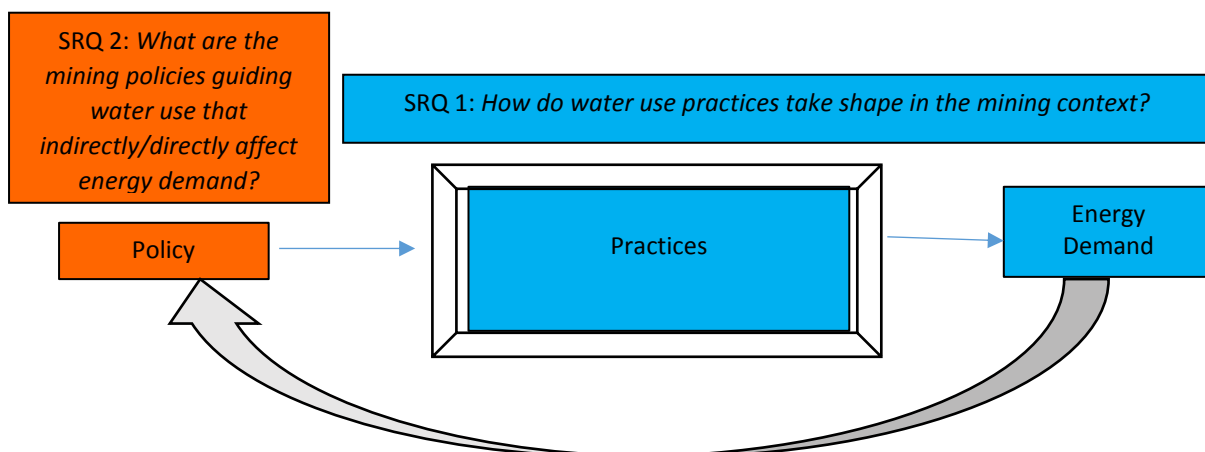 SRQ 2: What are the
mining policies guiding
water use that
indirectly/directly affect
energy demand?
SRQ 1: How do water use practices take shape in the mining context?
Policy
Practices
Energy
Demand